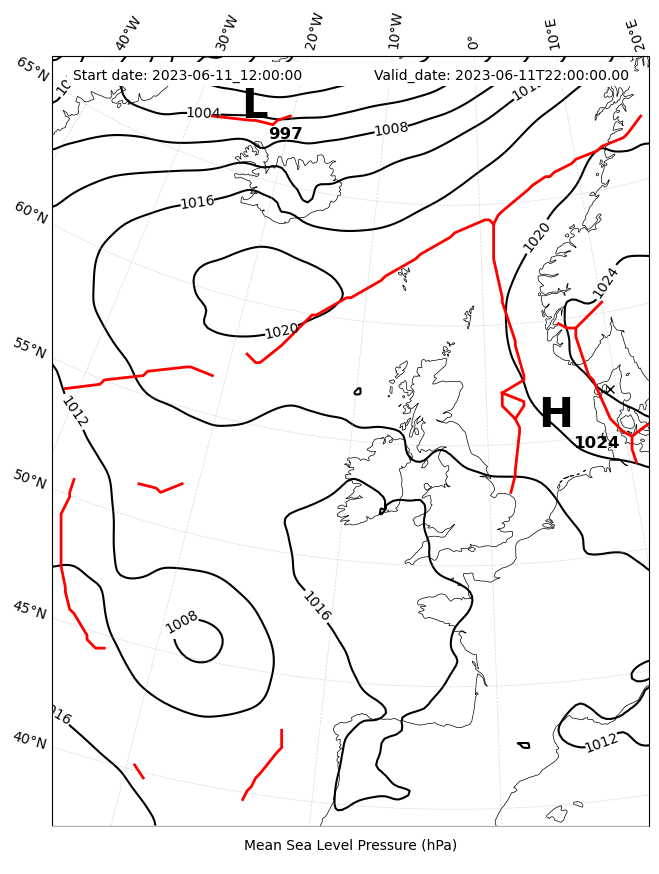 40°W 30°W 20°W 10°W 0° 10°E 20°E
65°N
Start date: 2023-06-11_12:00:00 Valid_date: 2023-06-11T22:00:00.00
L
1004
997
1008
1016
60°N
1020
1024
1020
55°N
1012
H
1024
50°N
1016
1008
45°N
016
40°N
1012
Mean Sea Level Pressure (hPa)